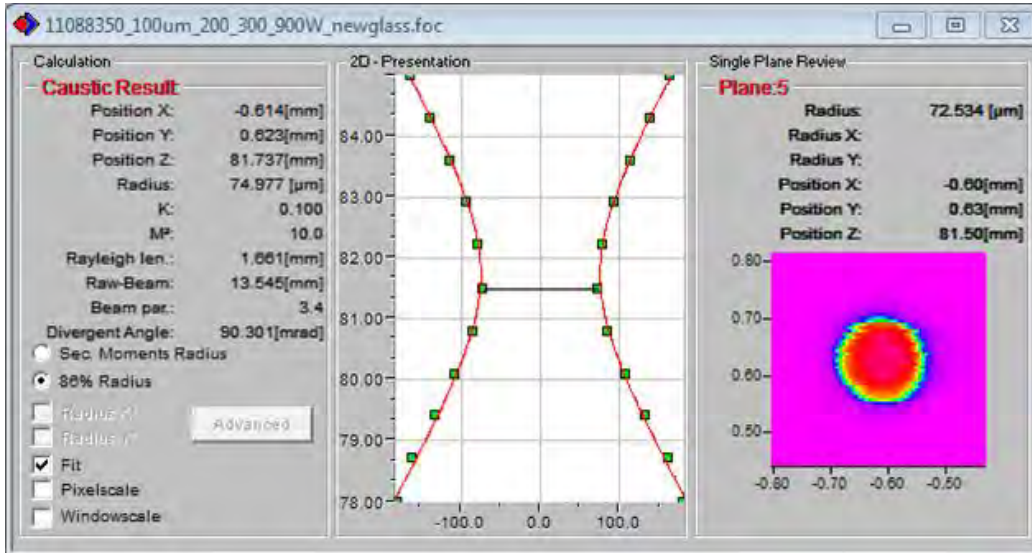 11088350_100um_200_300_900W_newglass.foc
Calculation
Caustic Result:
Position X: -0.614[mm]
Position Y: 0.623[mm]
Position Z: 81.737[mm]
Radius: 74.977 [µm]
K: 0.100
M²: 10.0
Rayleigh len.: 1.661[mm]
Raw-Beam: 13.545[mm]
Beam par.: 3.4
Divergent Angle: 90.301[mrad]
Sec. Moments Radius
86% Radius
Radius X
Radius Y
Advanced
Fit
Pixelscale
Windowscale
2D - Presentation
84.00
83.00
82.00
81.00
80.00
79.00
78.00
-100.0 0.0 100.0
Single Plane Review
Plane:5
Radius: 72.534 [µm]
Radius X:
Radius Y:
Position X: -0.60[mm]
Position Y: 0.63[mm]
Position Z: 81.50[mm]
0.80
0.70
0.60
0.50
-0.80 -0.70 -0.60 -0.50